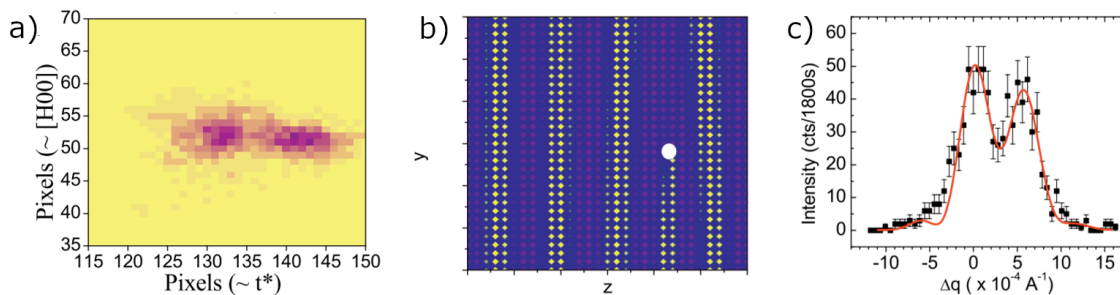 a)
70
65
60
55
50
45
40
35
Pixels (~ [H00])
115 120 125 130 135 140 145 150
Pixels (~ t*)
b)
y
z
c)
60
50
40
30
20
10
0
Intensity (cts/1800s)
-10 -5 0 5 10 15
Δq ( x 10⁻⁴ A⁻¹)